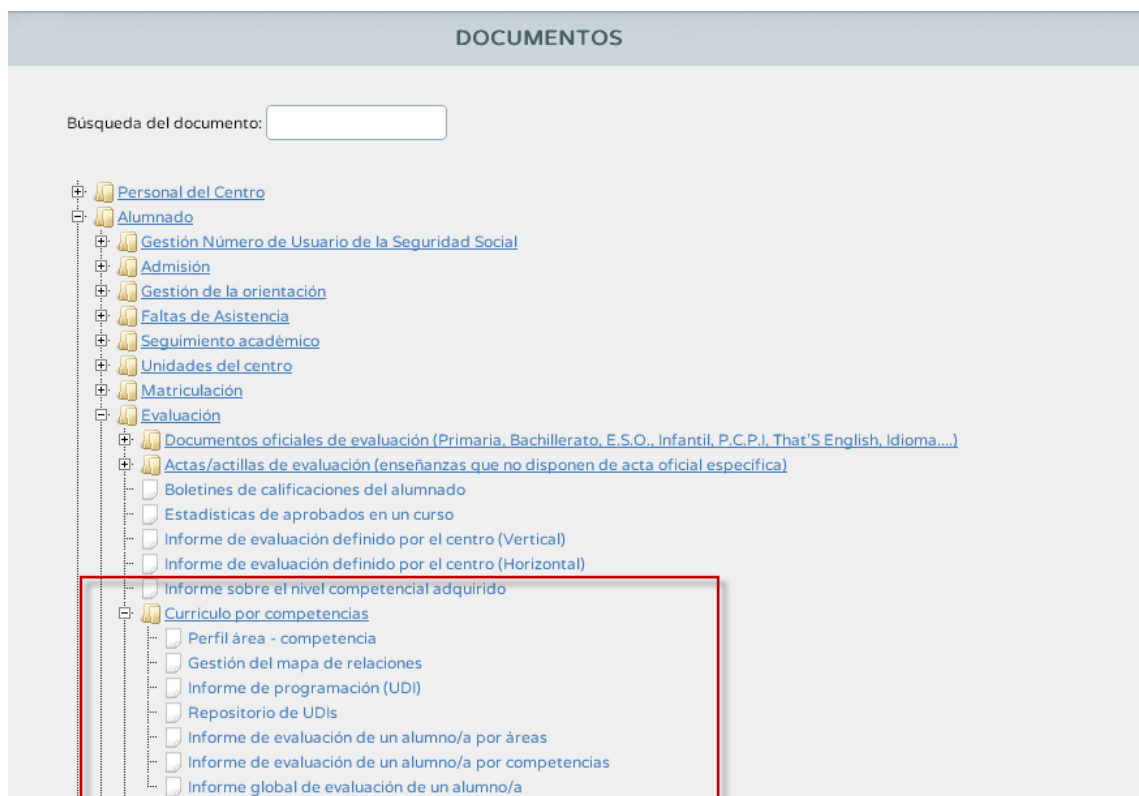 DOCUMENTOS
Búsqueda del documento:
Personal del Centro
Alumnado
Gestión Número de Usuario de la Seguridad Social
Admisión
Gestión de la orientación
Faltas de Asistencia
Seguimiento académico
Unidades del centro
Matriculación
Evaluación
Documentos oficiales de evaluación (Primaria, Bachillerato, E.S.O., Infantil, P.C.P.I, That'S English, Idioma....)
Actas/actillas de evaluación (enseñanzas que no disponen de acta oficial específica)
Boletines de calificaciones del alumnado
Estadísticas de aprobados en un curso
Informe de evaluación definido por el centro (Vertical)
Informe de evaluación definido por el centro (Horizontal)
Informe sobre el nivel competencial adquirido
Currículo por competencias
Perfil área - competencia
Gestión del mapa de relaciones
Informe de programación (UDI)
Repositorio de UDIs
Informe de evaluación de un alumno/a por áreas
Informe de evaluación de un alumno/a por competencias
Informe global de evaluación de un alumno/a